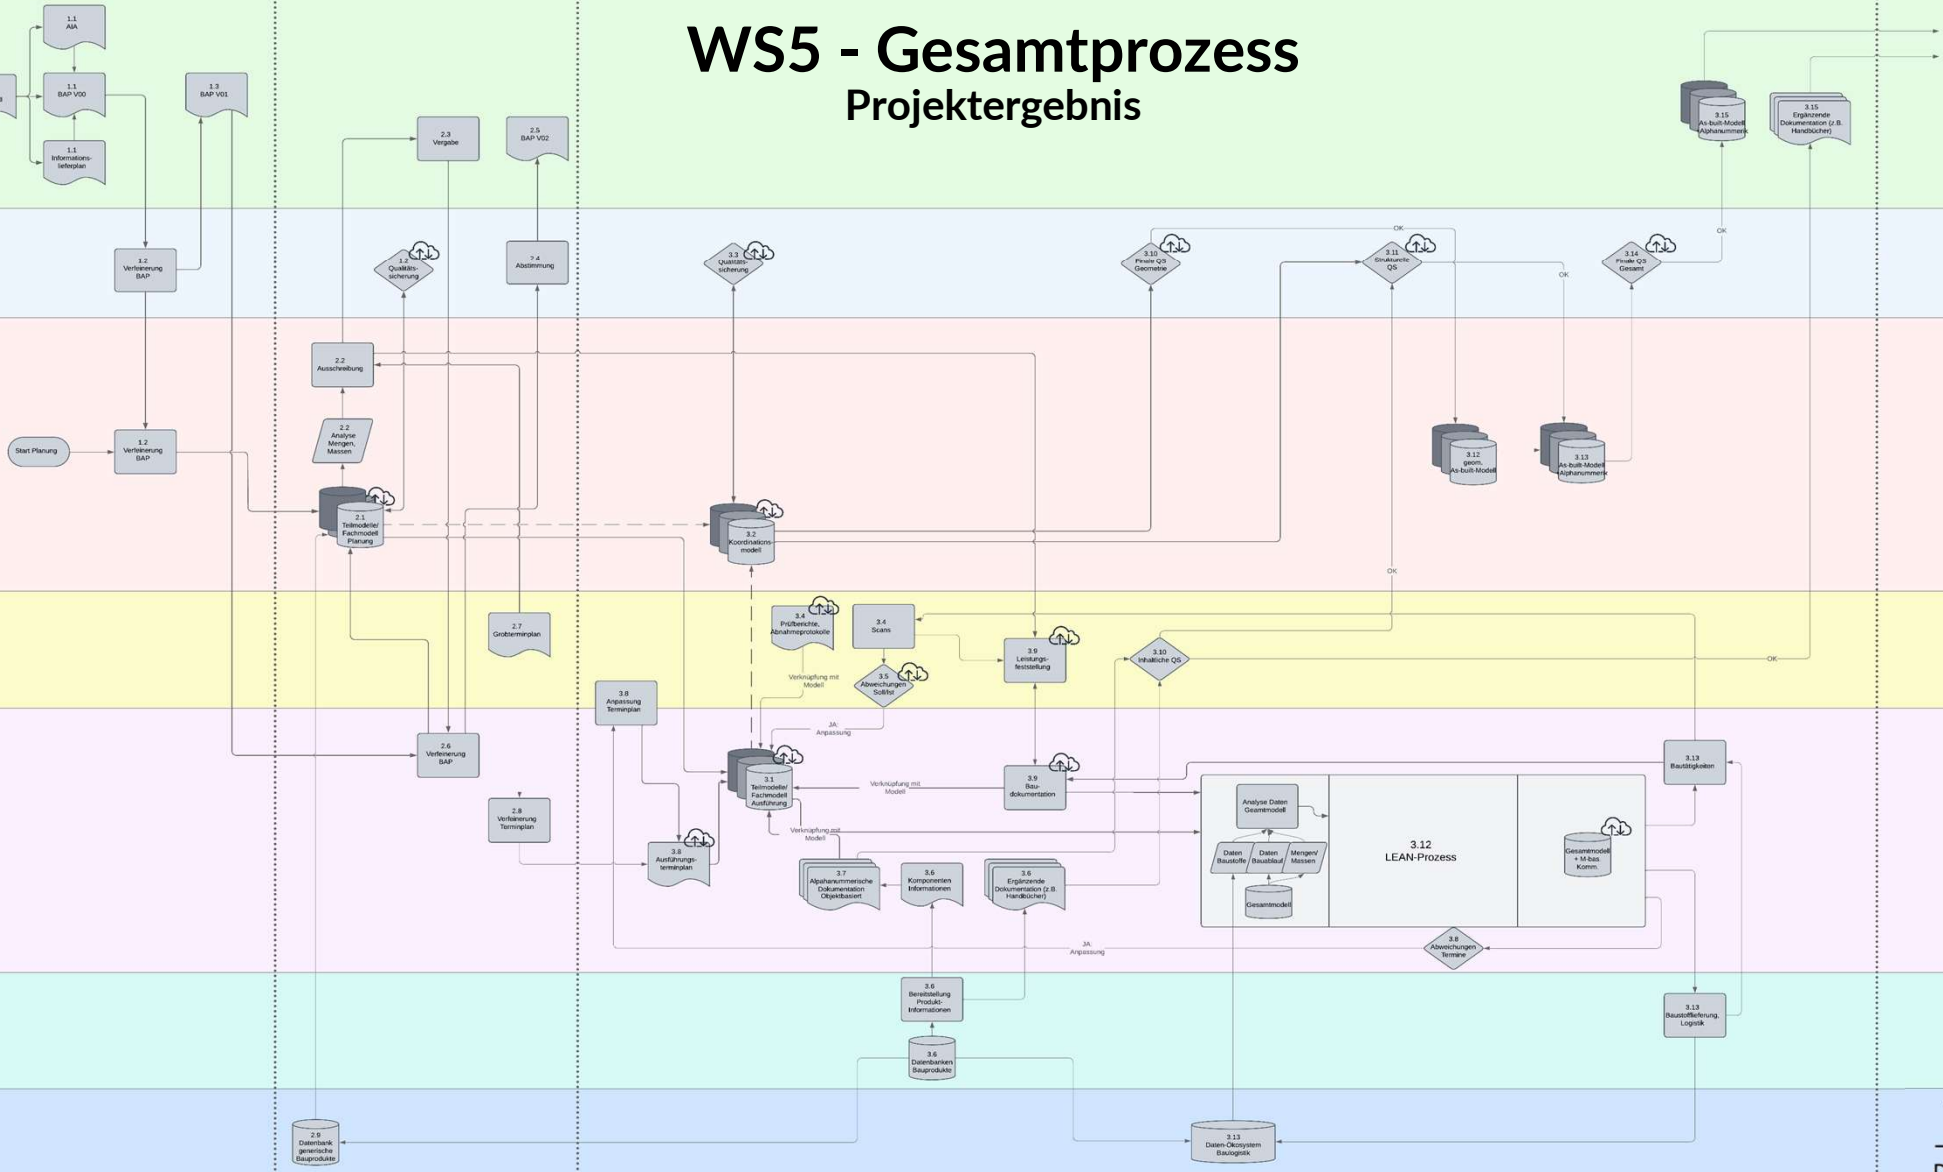 WS5 - Gesamtprozess
Projektergebnis
1.1
AIA
1.1
BAP V00
1.1
Informations-
lieferplan
1.3
BAP V01
2.3
Vergabe
2.5
BAP V02
3.15
As-built-Modell
3.15
Ergänzende
Dokumentation (z.B.
Handbücher)
1.2
Verfeinerung
BAP
1.2
Qualitäts-
sicherung
2.4
Abstimmung
3.3
Qualitäts-
sicherung
3.10
Finale QS
Geometrie
OK
3.11
Strukturelle
QS
OK
3.14
Finale QS
Gesamt
OK
2.2
Ausschreibung
Start Planung
1.2
Verfeinerung
BAP
2.2
Analyse
Mengen,
Massen
2.1
Teilmodelle/
Fachmodell
Planung
3.2
Koordinations-
modell
3.12
geom.
As-built-Modell
3.13
As-built-Modell
OK
2.7
Grobterminplan
3.4
Prüfberichte,
Abnahmeprotokolle
3.4
Scans
3.5
Abweichungen
Soll/Ist
3.9
Leistungs-
feststellung
3.10
Inhaltliche QS
OK
Verknüpfung mit
Modell
3.8
Anpassung
Terminplan
JA:
Anpassung
2.6
Verfeinerung
BAP
3.1
Teilmodelle/
Fachmodell
Ausführung
Verknüpfung mit
Modell
3.9
Bau-
dokumentation
3.13
Bautätigkeiten
2.8
Verfeinerung
Terminplan
3.8
Ausführungs-
terminplan
Verknüpfung mit
Modell
3.7
Alpahanummerische
Dokumentation
Objektbasiert
3.6
Komponenten
Informationen
3.6
Ergänzende
Dokumentation (z.B.
Handbücher)
Analyse Daten
Geamtmodell
Daten
Baustoffe
Daten
Bauablauf
Mengen/
Massen
Gesamtmodell
3.12
LEAN-Prozess
Gesamtmodell
+ M-bas
Komm.
JA:
Anpassung
3.8
Abweichungen
Termine
3.6
Bereitstellung
Produkt-
Informationen
3.6
Datenbanken
Bauprodukte
3.13
Baustofflieferung,
Logistik
2.9
Datenbank
generische
Bauprodukte
3.13
Daten-Ökosystem
Baulogistik